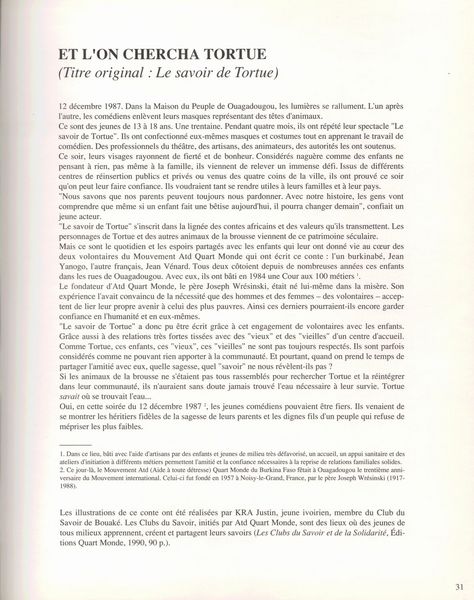 ET L'ON CHERCHA TORTUE
(Titre original : Le savoir de Tortue)
12 décembre 1987. Dans la Maison du Peuple de Ouagadougou, les lumières se rallument. L'un après
l'autre, les comédiens enlèvent leurs masques représentant des têtes d'animaux.
Ce sont des jeunes de 13 à 18 ans. Une trentaine. Pendant quatre mois, ils ont répété leur spectacle "Le
savoir de Tortue". Ils ont confectionné eux-mêmes masques et costumes tout en apprenant le travail de
comédien. Des professionnels du théâtre, des artisans, des animateurs, des autorités les ont soutenus.
Ce soir, leurs visages rayonnent de fierté et de bonheur. Considérés naguère comme des enfants ne
pensant à rien, pas même à la famille, ils viennent de relever un immense défi. Issus de différents
centres de réinsertion publics et privés ou venus des quatre coins de la ville, ils ont prouvé ce soir
qu'on peut leur faire confiance. Ils voudraient tant se rendre utiles à leurs familles et à leur pays.
"Nous savons que nos parents peuvent toujours nous pardonner. Avec notre histoire, les gens vont
comprendre que même si un enfant fait une bêtise aujourd'hui, il pourra changer demain", confiait un
jeune acteur.
"Le savoir de Tortue" s'inscrit dans la lignée des contes africains et des valeurs qu'ils transmettent. Les
personnages de Tortue et des autres animaux de la brousse viennent de ce patrimoine séculaire.
Mais ce sont le quotidien et les espoirs partagés avec les enfants qui leur ont donné vie au cœur des
deux volontaires du Mouvement Atd Quart Monde qui ont écrit ce conte : l'un burkinabé, Jean
Yanogo, l'autre français, Jean Vénard. Tous deux côtoient depuis de nombreuses années ces enfants
dans les rues de Ouagadougou. Avec eux, ils ont bâti en 1984 une Cour aux 100 métiers 1.
Le fondateur d'Atd Quart Monde, le père Joseph Wrésinski, était né lui-même dans la misère. Son
expérience l'avait convaincu de la nécessité que des hommes et des femmes – des volontaires – accep-
tent de lier leur propre avenir à celui des plus pauvres. Ainsi ces derniers pourraient-ils encore garder
confiance en l'humanité et en eux-mêmes.
"Le savoir de Tortue" a donc pu être écrit grâce à cet engagement de volontaires avec les enfants.
Grâce aussi à des relations très fortes tissées avec des "vieux" et des "vieilles" d'un centre d'accueil.
Comme Tortue, ces enfants, ces "vieux", ces "vieilles" ne sont pas toujours respectés. Ils sont parfois
considérés comme ne pouvant rien apporter à la communauté. Et pourtant, quand on prend le temps de
partager l'amitié avec eux, quelle sagesse, quel "savoir" ne nous révèlent-ils pas ?
Si les animaux de la brousse ne s'étaient pas tous rassemblés pour rechercher Tortue et la réintégrer
dans leur communauté, ils n'auraient sans doute jamais trouvé l'eau nécessaire à leur survie. Tortue
savait où se trouvait l'eau...
Oui, en cette soirée du 12 décembre 1987 2, les jeunes comédiens pouvaient être fiers. Ils venaient de
se montrer les héritiers fidèles de la sagesse de leurs parents et les dignes fils d'un peuple qui refuse de
mépriser les plus faibles.
1. Dans ce lieu, bâti avec l'aide d'artisans par des enfants et jeunes de milieu très défavorisé, un accueil, un appui sanitaire et des
ateliers d'initiation à différents métiers permettent l'amitié et la confiance nécessaires à la reprise de relations familiales solides.
2. Ce jour-là, le Mouvement Atd (Aide à toute détresse) Quart Monde du Burkina Faso fêtait à Ouagadougou le trentième anni-
versaire du Mouvement international. Celui-ci fut fondé en 1957 à Noisy-le-Grand, France, par le père Joseph Wrésinski (1917-
1988).
Les illustrations de ce conte ont été réalisées par KRA Justin, jeune ivoirien, membre du Club du
Savoir de Bouaké. Les Clubs du Savoir, initiés par Atd Quart Monde, sont des lieux où des jeunes de
tous milieux apprennent, créent et partagent leurs savoirs (Les Clubs du Savoir et de la Solidarité, Édi-
tions Quart Monde, 1990, 90 p.).
31